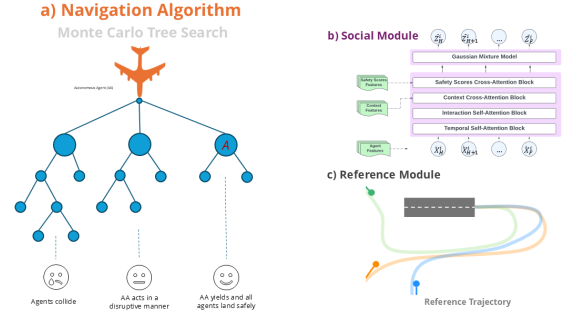 a) Navigation Algorithm
Monte Carlo Tree Search
Autonomous Agent (AA)
A
Agents collide
AA acts in a
disruptive manner
AA yields and all
agents land safely
b) Social Module
Gaussian Mixture Model
Safety Scores
Features
Safety Scores Cross-Attention Block
Context
Features
Context Cross-Attention Block
Interaction Self-Attention Block
Temporal Self-Attention Block
Agent
Features
...
...
c) Reference Module
Reference Trajectory